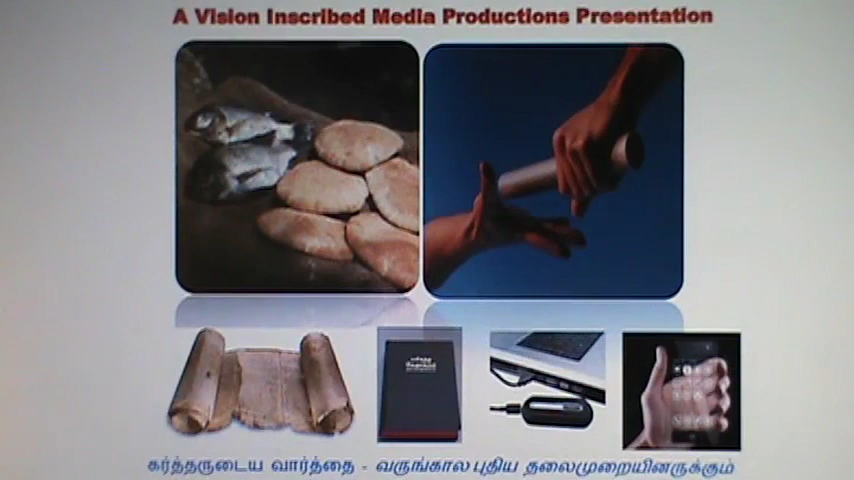 A Vision Inscribed Media Productions Presentation
கர்த்தருடைய வார்த்தை - வருங்கால புதிய தலைமுறையினருக்கும்